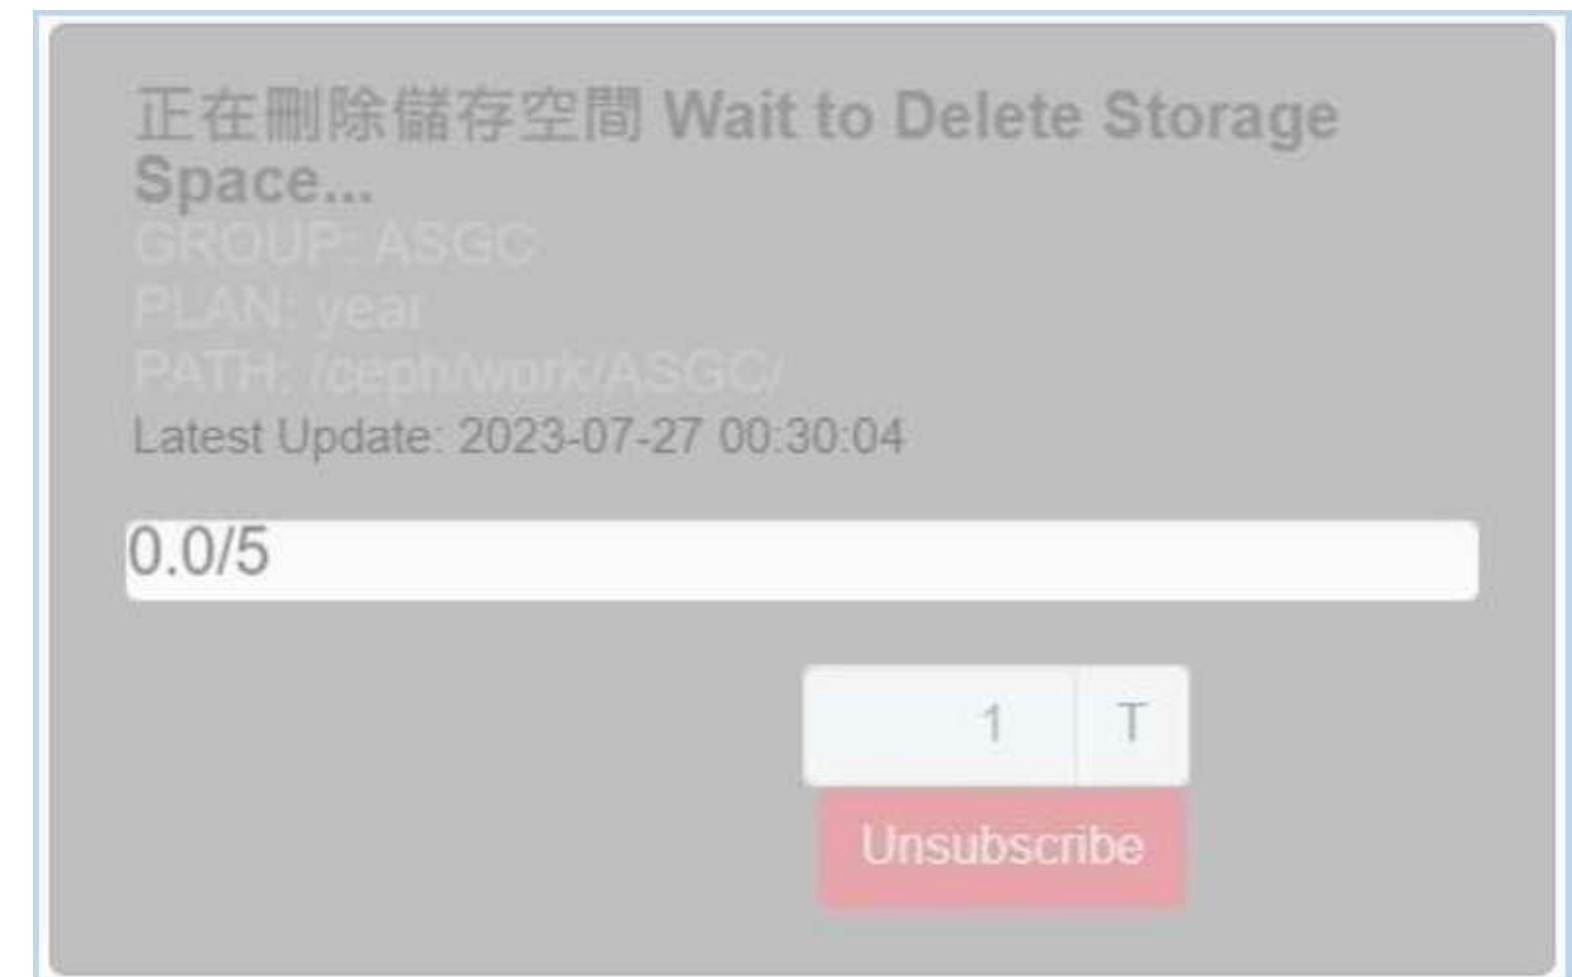 正在刪除儲存空間 Wait to Delete Storage
Space...
GROUP: ASGC
PLAN: year
PATH: /ceph/work/ASGC/
Latest Update: 2023-07-27 00:30:04
0.0/5
1 T
Unsubscribe